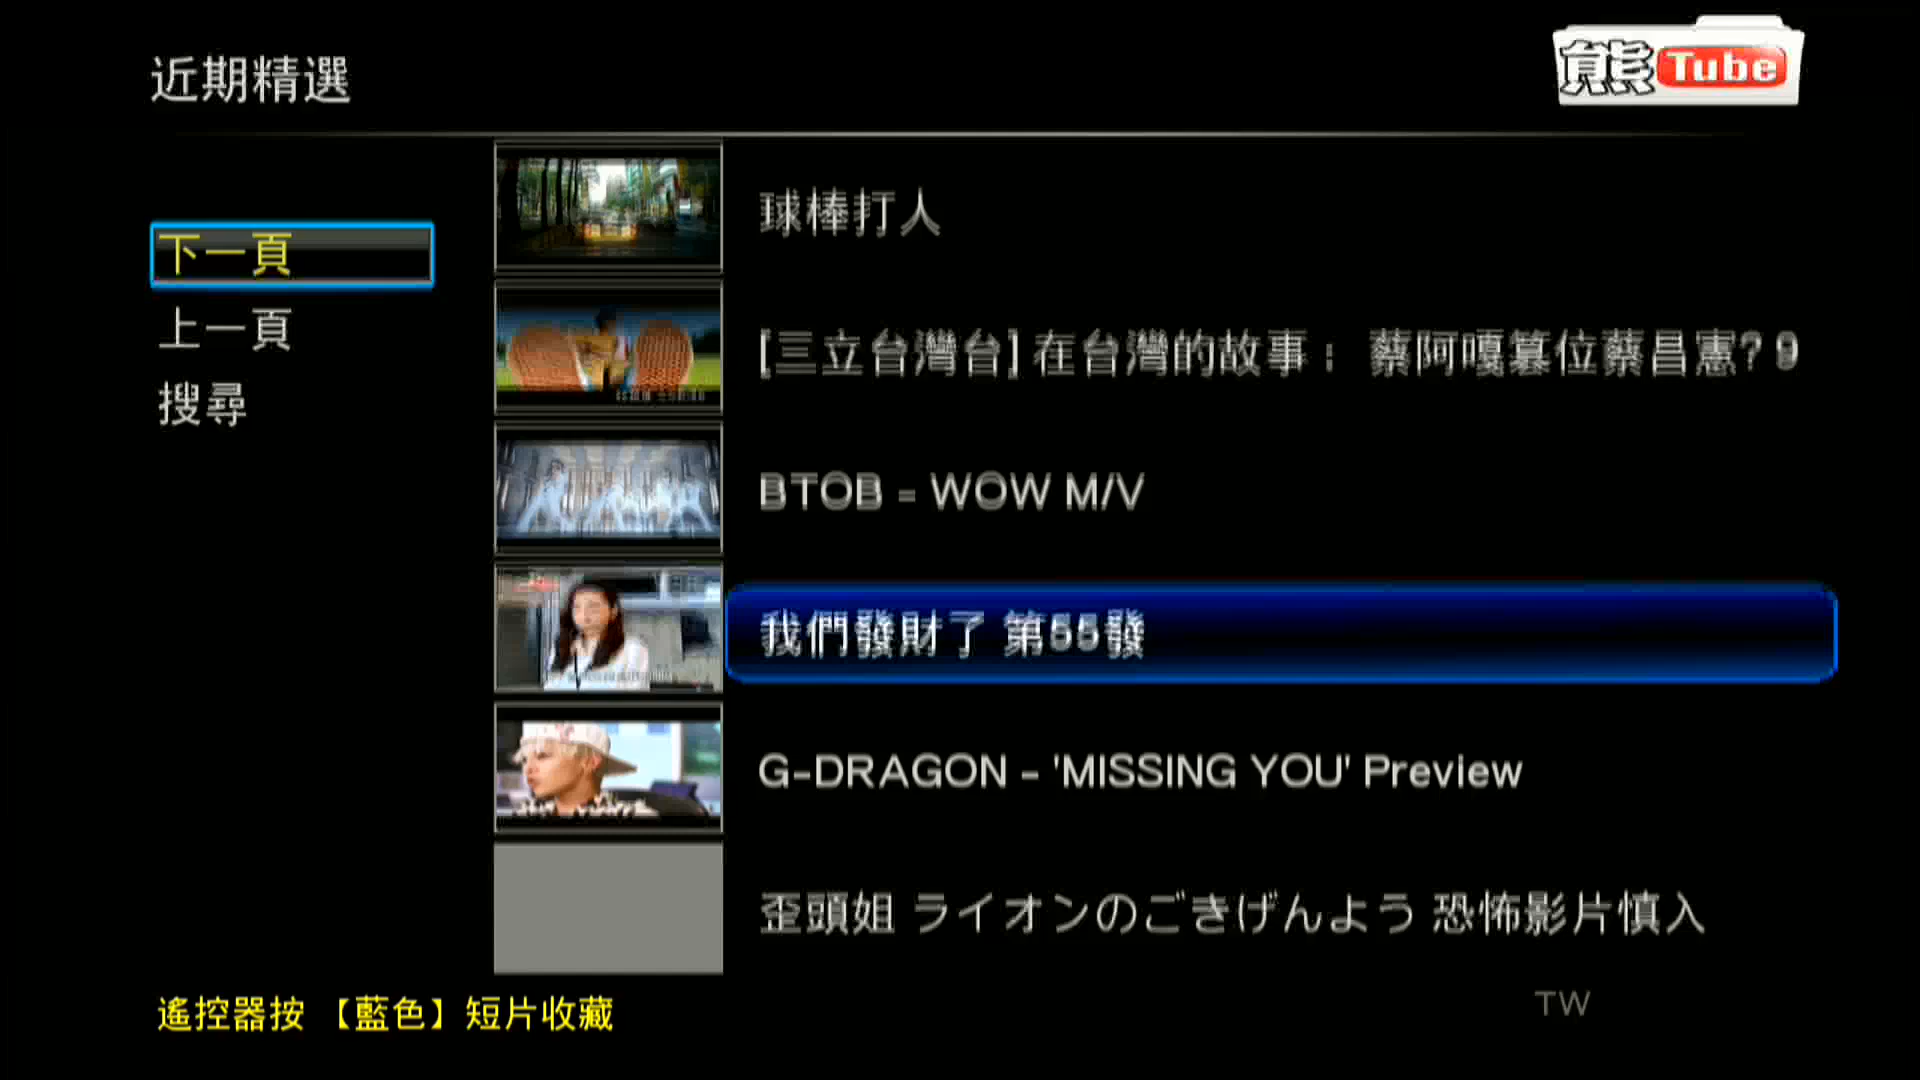 近期精選
熊Tube
下一頁
上一頁
搜尋
球棒打人
[三立台灣台] 在台灣的故事： 蔡阿嘎篡位蔡昌憲? 9
BTOB - WOW M/V
我們發財了 第55發
G-DRAGON - 'MISSING YOU' Preview
歪頭姐 ライオンのごきげんよう 恐怖影片慎入
遙控器按 【藍色】短片收藏
TW